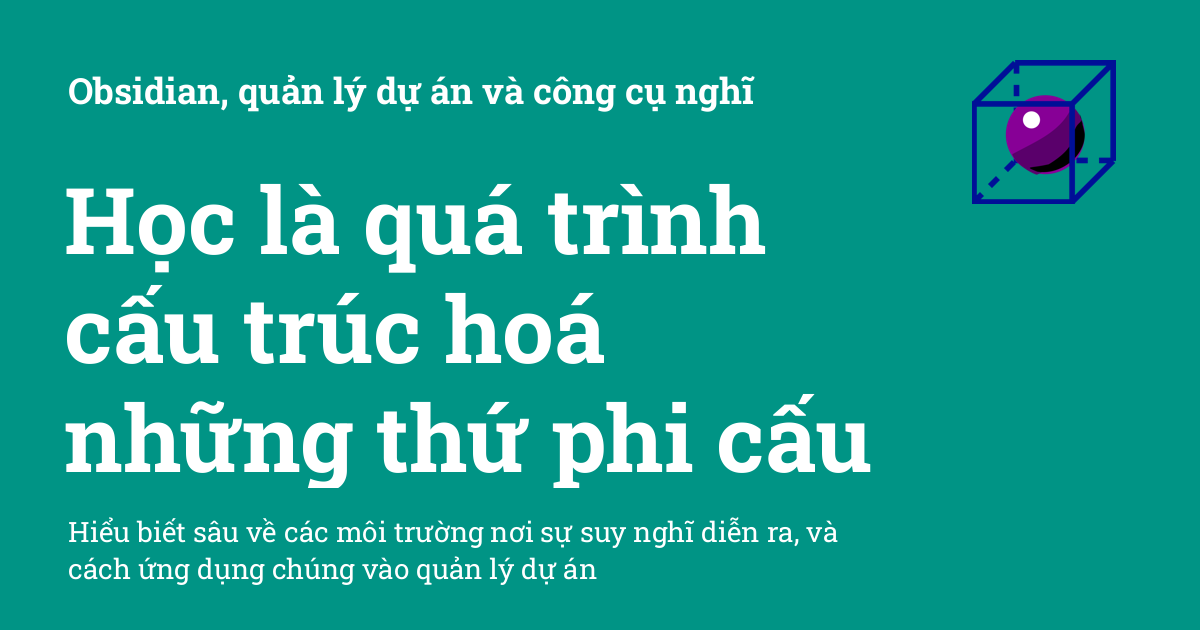 Obsidian, quản lý dự án và công cụ nghĩ
Học là quá trình
cấu trúc hoá
những thứ phi cấu
Hiểu biết sâu về các môi trường nơi sự suy nghĩ diễn ra, và
cách ứng dụng chúng vào quản lý dự án